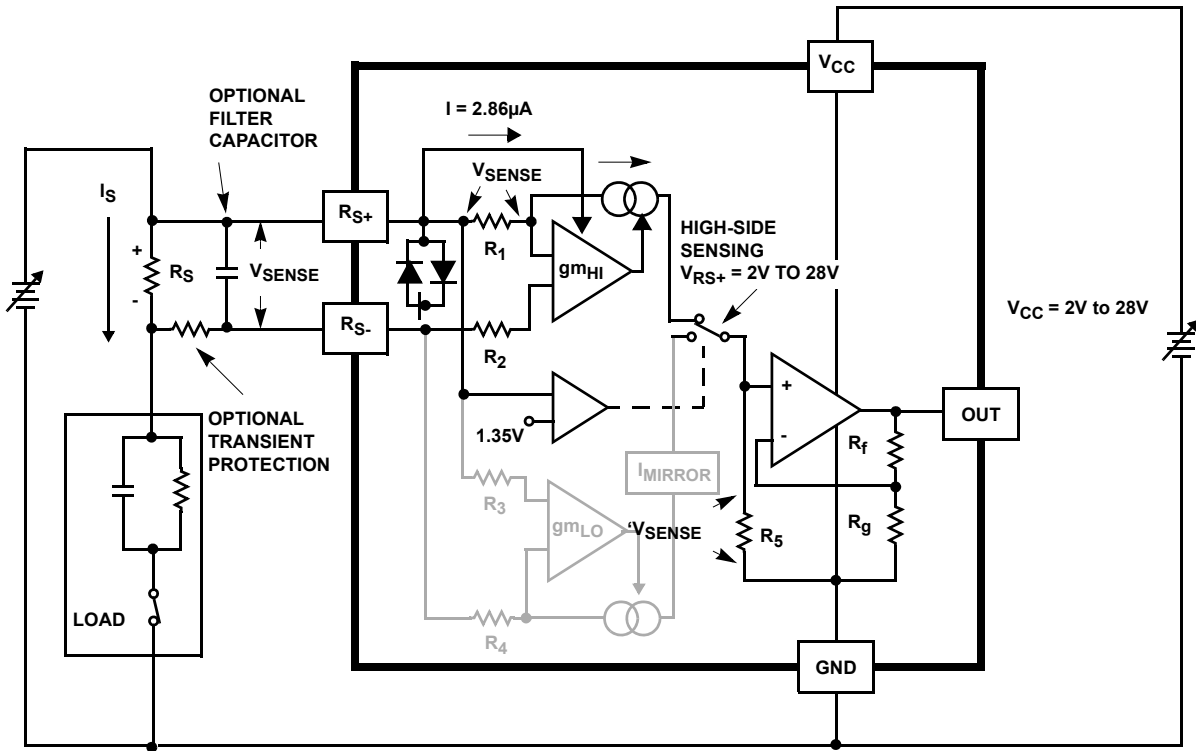 VCC
OPTIONAL
FILTER
CAPACITOR
I = 2.86µA
IS
VSENSE
RS+
R1
+
RS
-
VSENSE
gmHI
HIGH-SIDE
SENSING
VRS+ = 2V TO 28V
VCC = 2V to 28V
RS-
R2
OPTIONAL
TRANSIENT
PROTECTION
1.35V
+
-
OUT
Rf
IMIRROR
R3
gmLO
'VSENSE
R5
Rg
R4
LOAD
GND